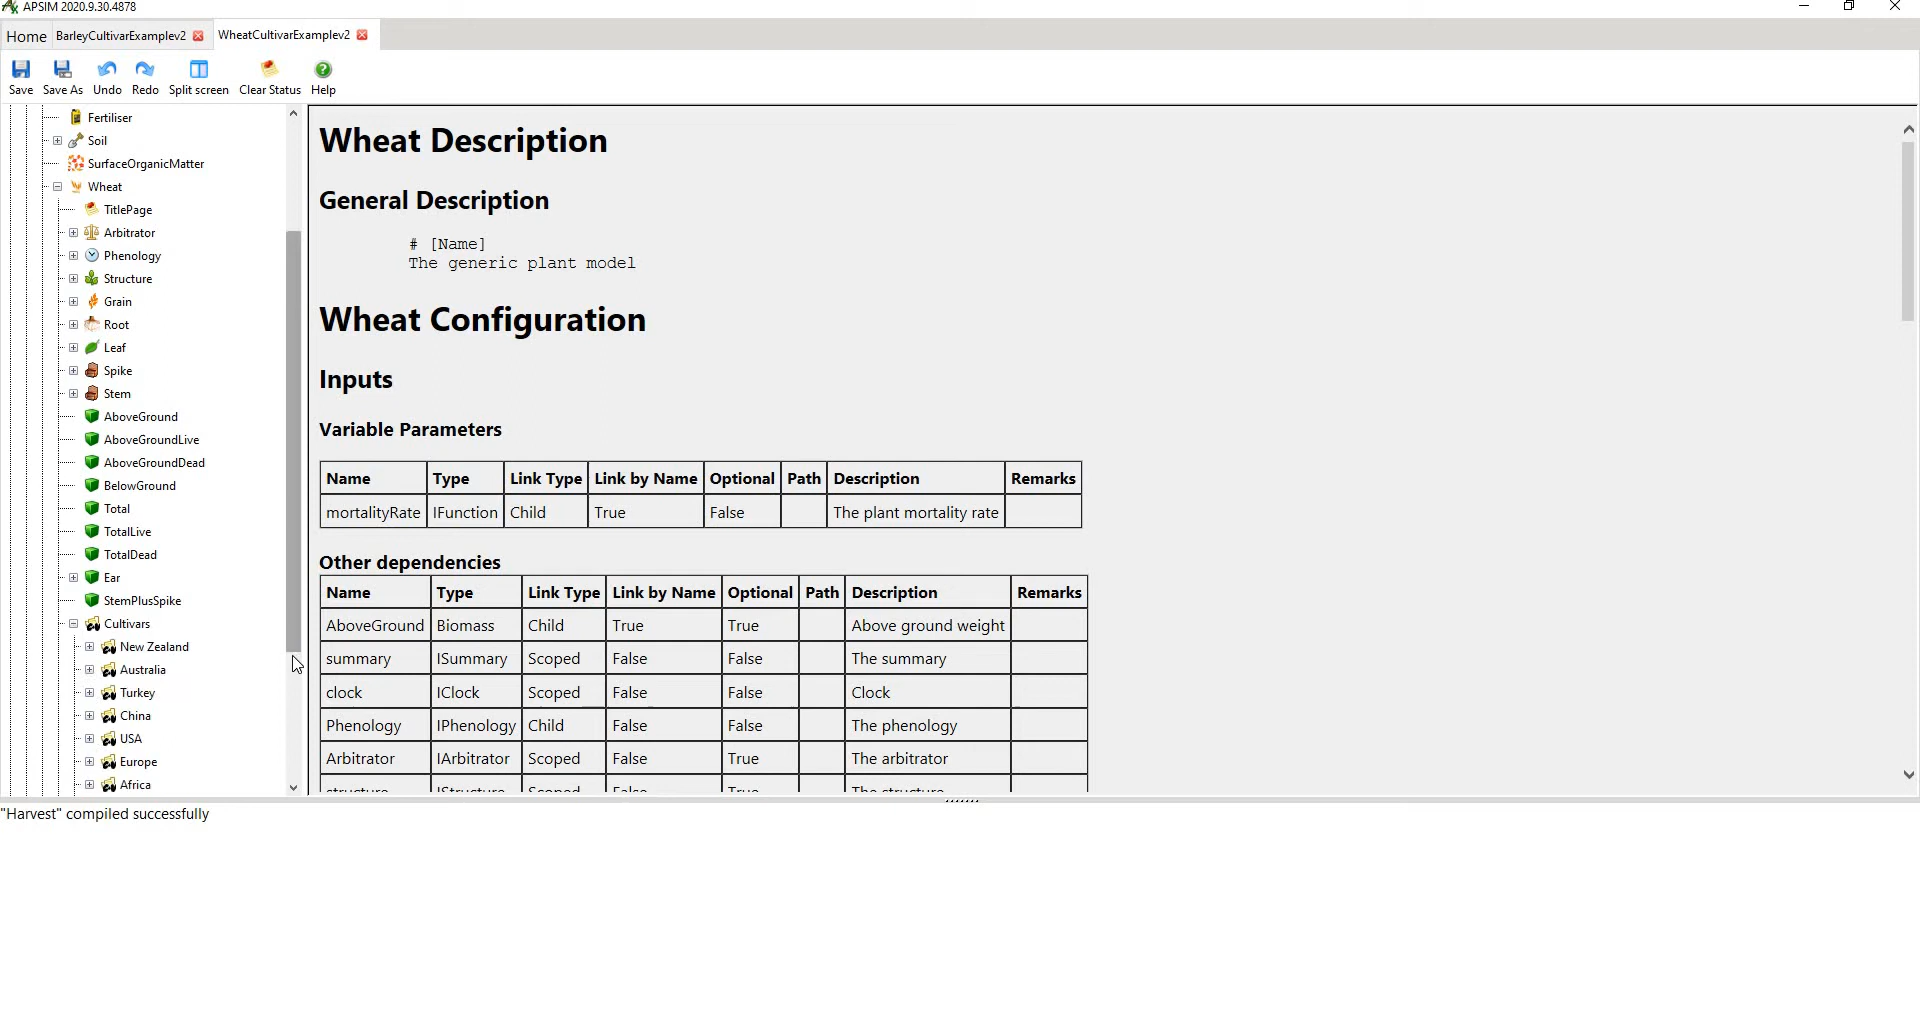 APSIM 2020.9.30.4878
Home BarleyCultivarExamplev2 WheatCultivarExamplev2
Save Save As Undo Redo Split screen Clear Status Help
Fertiliser
Soil
SurfaceOrganicMatter
Wheat
TitlePage
Arbitrator
Phenology
Structure
Grain
Root
Leaf
Spike
Stem
AboveGround
AboveGroundLive
AboveGroundDead
BelowGround
Total
TotalLive
TotalDead
Ear
StemPlusSpike
Cultivars
New Zealand
Australia
Turkey
China
USA
Europe
Africa
Wheat Description
General Description
# [Name]
The generic plant model
Wheat Configuration
Inputs
Variable Parameters
Name Type Link Type Link by Name Optional Path Description Remarks
mortalityRate IFunction Child True False The plant mortality rate
Other dependencies
Name Type Link Type Link by Name Optional Path Description Remarks
AboveGround Biomass Child True True Above ground weight
summary ISummary Scoped False False The summary
clock IClock Scoped False False Clock
Phenology IPhenology Child False False The phenology
Arbitrator IArbitrator Scoped False True The arbitrator
structure IStructure Scoped False True The structure
"Harvest" compiled successfully